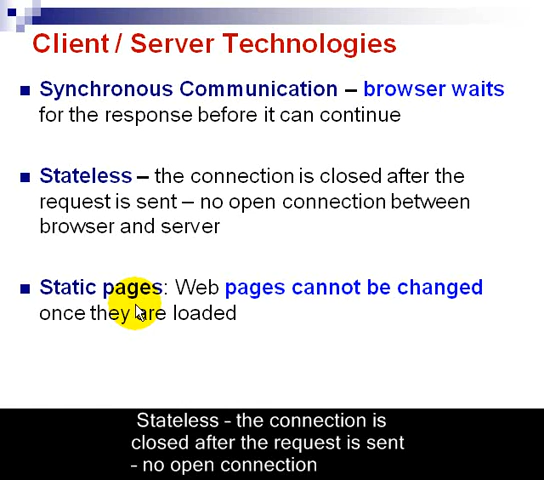 Client / Server Technologies
Synchronous Communication – browser waits
for the response before it can continue
Stateless – the connection is closed after the
request is sent – no open connection between
browser and server
Static pages: Web pages cannot be changed
once they are loaded
Stateless - the connection is
closed after the request is sent
- no open connection